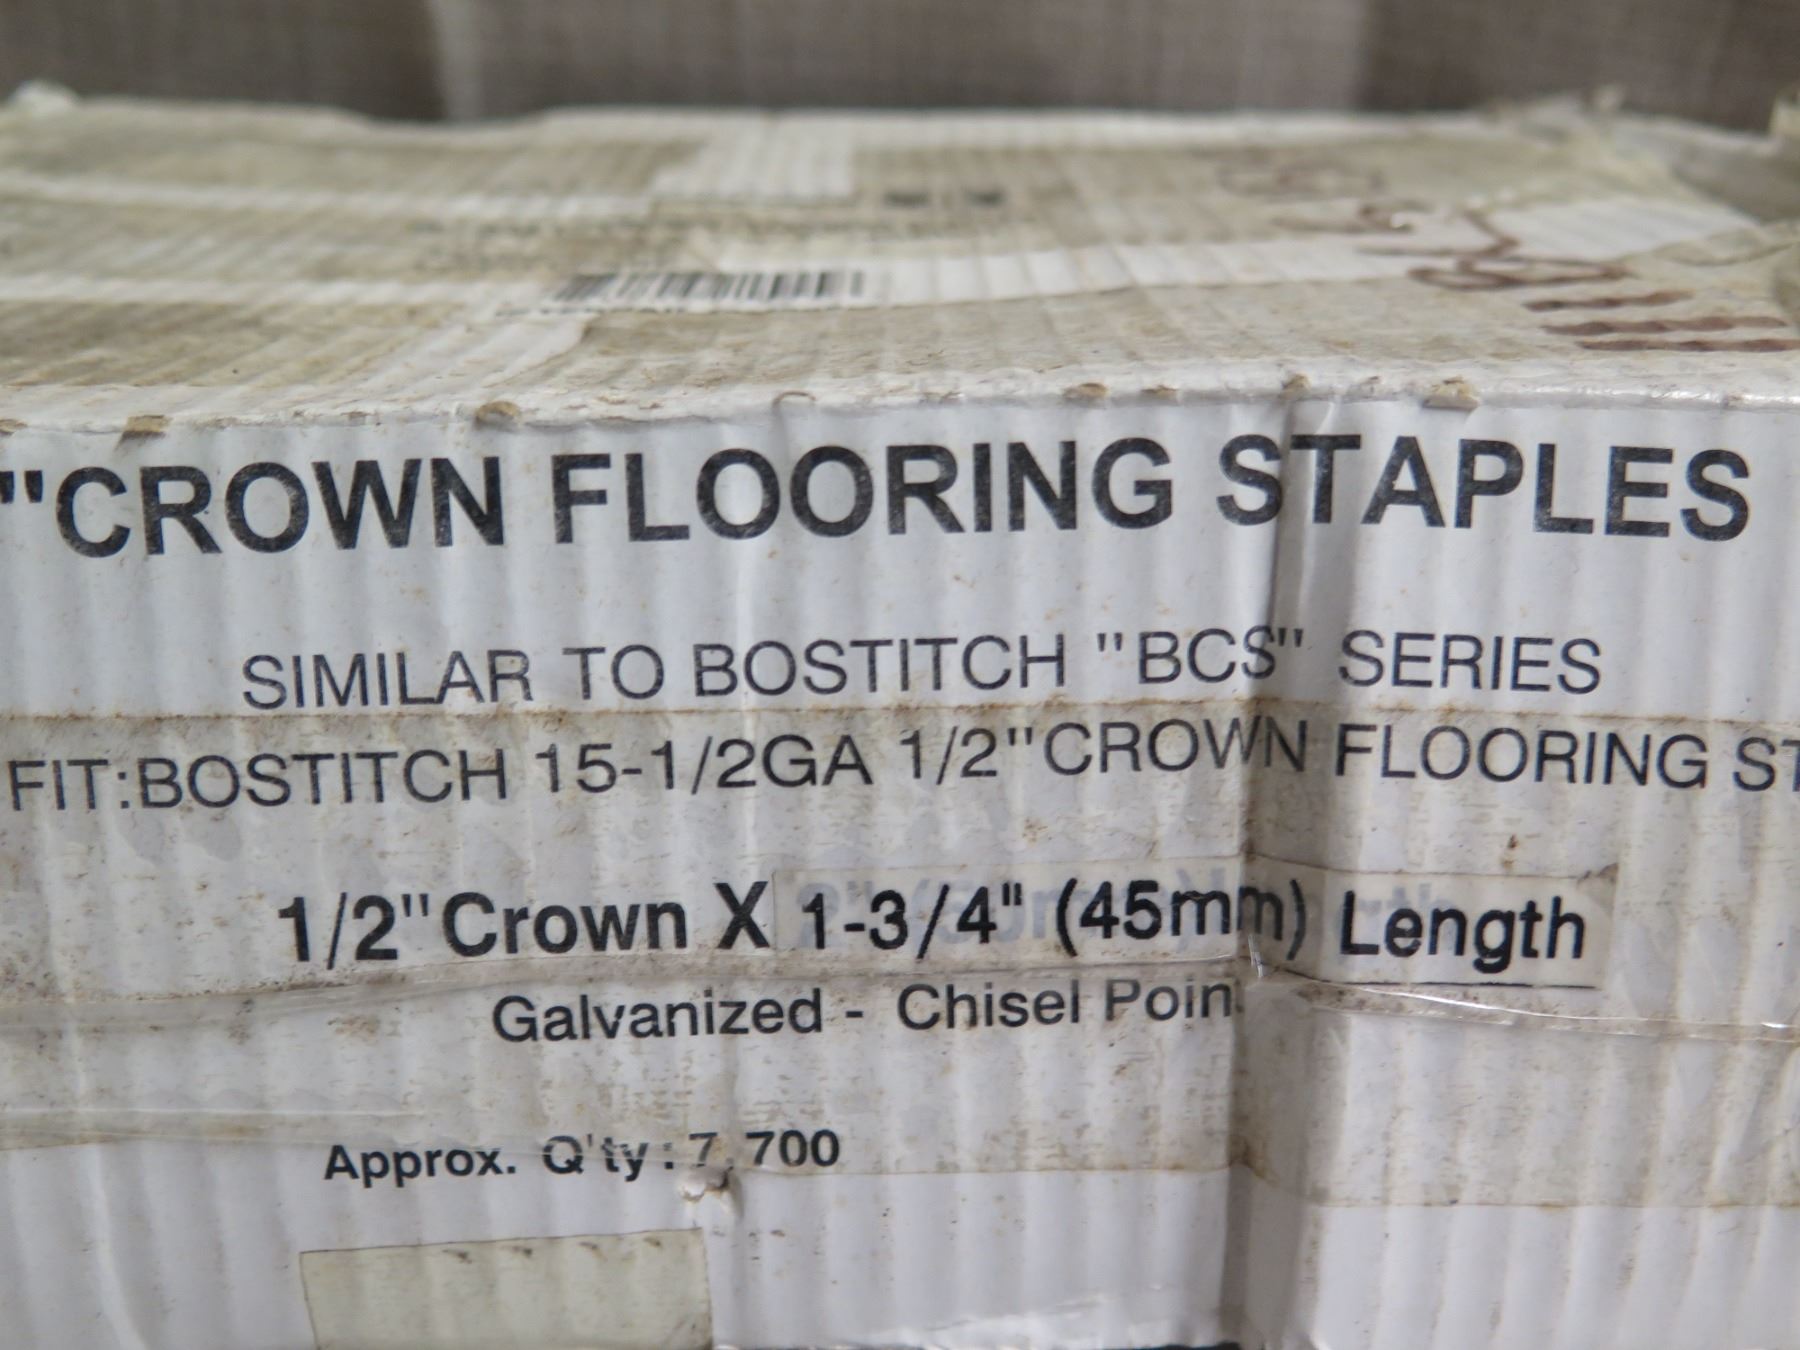 "CROWN FLOORING STAPLES
SIMILAR TO BOSTITCH "BCS" SERIES
FIT:BOSTITCH 15-1/2GA 1/2"CROWN FLOORING ST
1/2"Crown X 1-3/4" (45mm) Length
Galvanized - Chisel Point
Approx. Q'ty:7,700